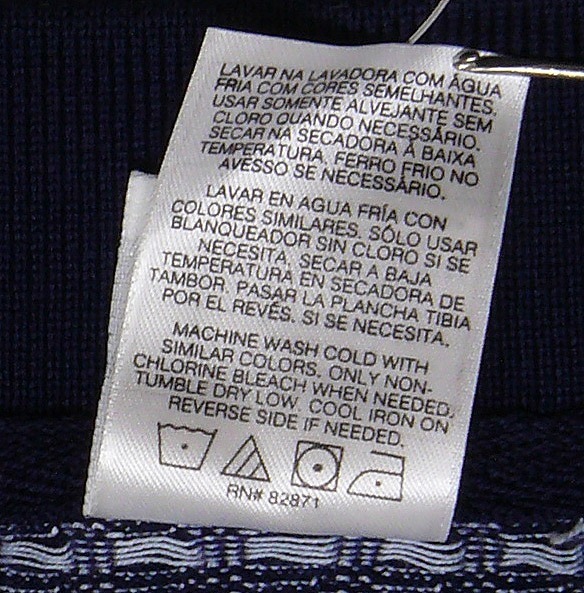 LAVAR NA LAVADORA COM ÁGUA
FRIA COM CORES SEMELHANTES.
USAR SOMENTE ALVEJANTE SEM
CLORO QUANDO NECESSÁRIO.
SECAR NA SECADORA À BAIXA
TEMPERATURA. FERRO FRIO NO
AVESSO SE NECESSÁRIO.
LAVAR EN AGUA FRÍA CON
COLORES SIMILARES. SÓLO USAR
BLANQUEADOR SIN CLORO SI SE
NECESITA. SECAR A BAJA
TEMPERATURA EN SECADORA DE
TAMBOR. PASAR LA PLANCHA TIBIA
POR EL REVÉS. SI SE NECESITA.
MACHINE WASH COLD WITH
SIMILAR COLORS. ONLY NON-
CHLORINE BLEACH WHEN NEEDED.
TUMBLE DRY LOW. COOL IRON ON
REVERSE SIDE IF NEEDED.
RN# 82871